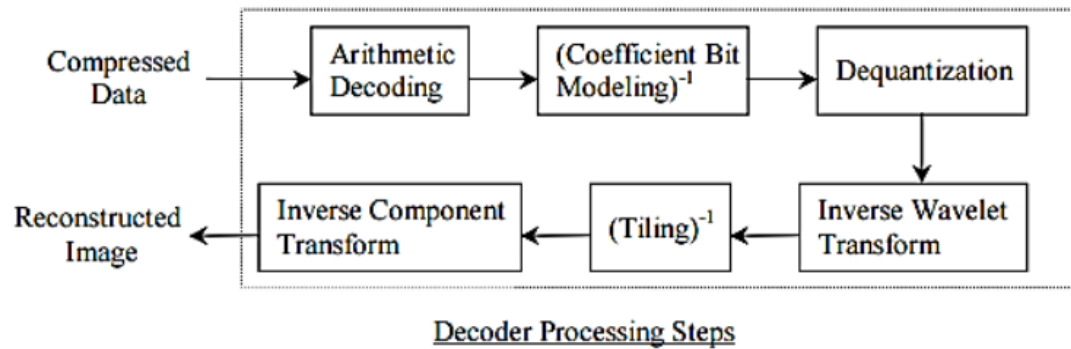 Compressed
Data
Arithmetic
Decoding
(Coefficient Bit
Modeling)⁻¹
Dequantization
Inverse Wavelet
Transform
(Tiling)⁻¹
Inverse Component
Transform
Reconstructed
Image
Decoder Processing Steps